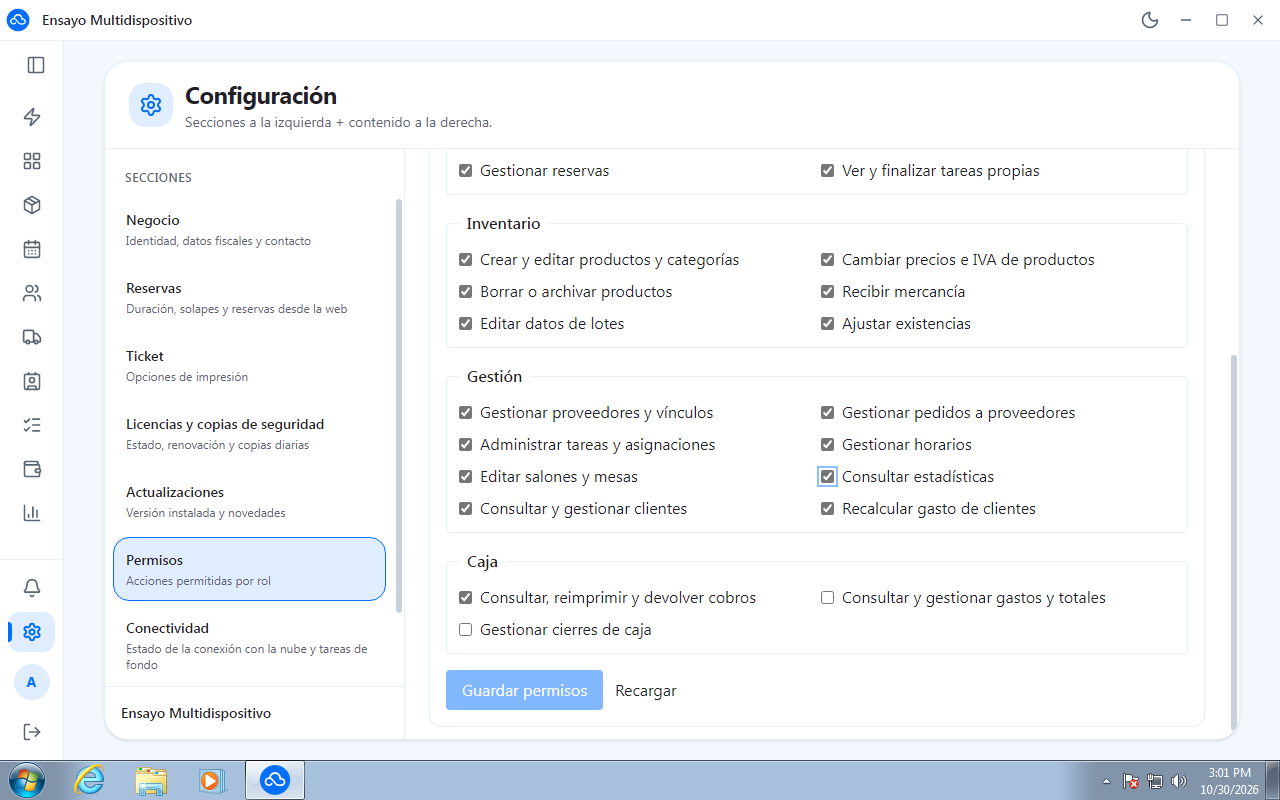 Ensayo Multidispositivo
Configuración
Secciones a la izquierda + contenido a la derecha.
SECCIONES
Negocio
Identidad, datos fiscales y contacto
Reservas
Duración, solapes y reservas desde la web
Ticket
Opciones de impresión
Licencias y copias de seguridad
Estado, renovación y copias diarias
Actualizaciones
Versión instalada y novedades
Permisos
Acciones permitidas por rol
Conectividad
Estado de la conexión con la nube y tareas de
fondo
Ensayo Multidispositivo
Gestionar reservas
Ver y finalizar tareas propias
Inventario
Crear y editar productos y categorías
Cambiar precios e IVA de productos
Borrar o archivar productos
Recibir mercancía
Editar datos de lotes
Ajustar existencias
Gestión
Gestionar proveedores y vínculos
Gestionar pedidos a proveedores
Administrar tareas y asignaciones
Gestionar horarios
Editar salones y mesas
Consultar estadísticas
Consultar y gestionar clientes
Recalcular gasto de clientes
Caja
Consultar, reimprimir y devolver cobros
Consultar y gestionar gastos y totales
Gestionar cierres de caja
Guardar permisos
Recargar
A
3:01 PM
10/30/2026